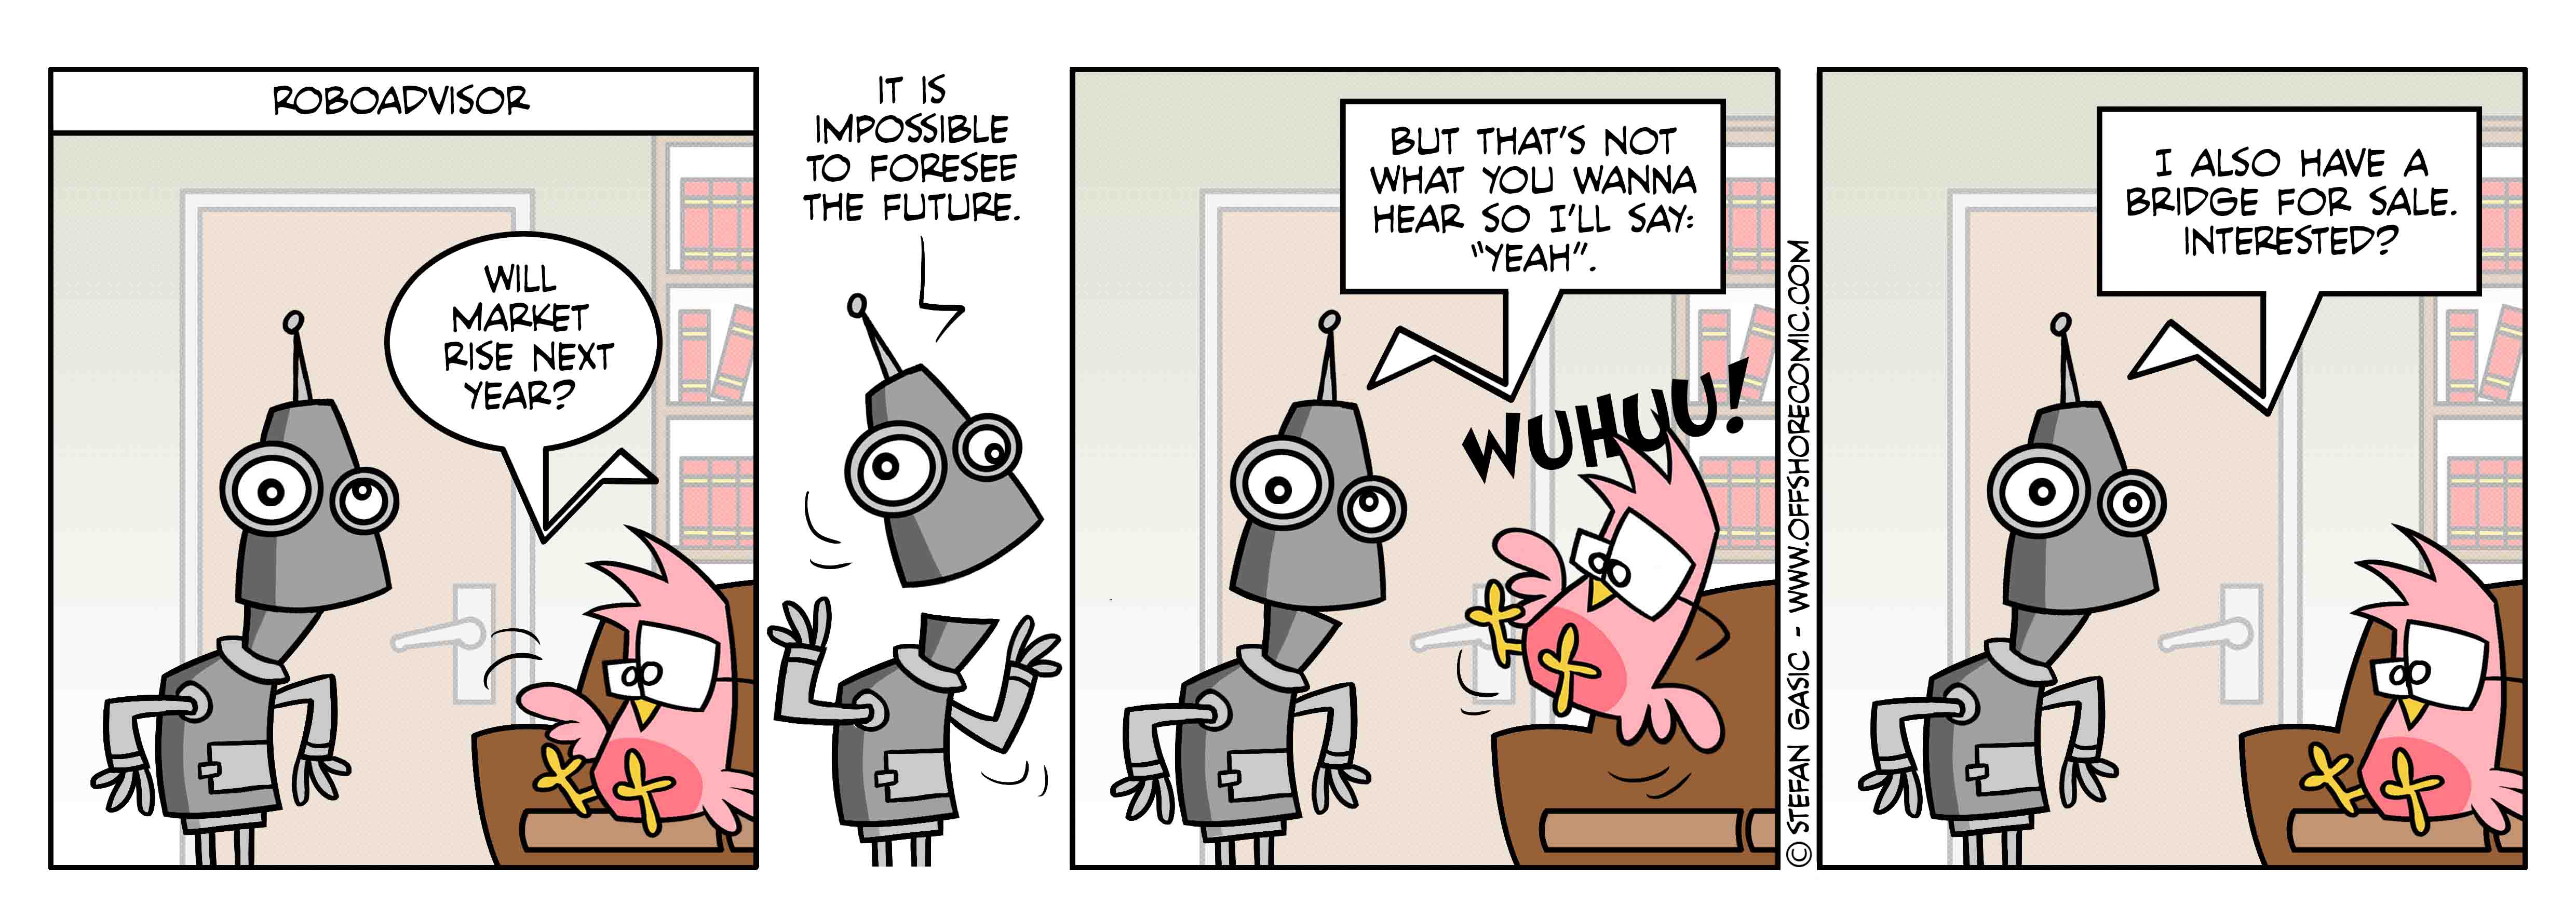 ROBOADVISOR
WILL
MARKET
RISE NEXT
YEAR?
IT IS
IMPOSSIBLE
TO FORESEE
THE FUTURE.
BUT THAT'S NOT
WHAT YOU WANNA
HEAR SO I'LL SAY:
"YEAH".
WUHUU!
© STEFAN GASIC - WWW.OFFSHORECOMIC.COM
I ALSO HAVE A
BRIDGE FOR SALE.
INTERESTED?